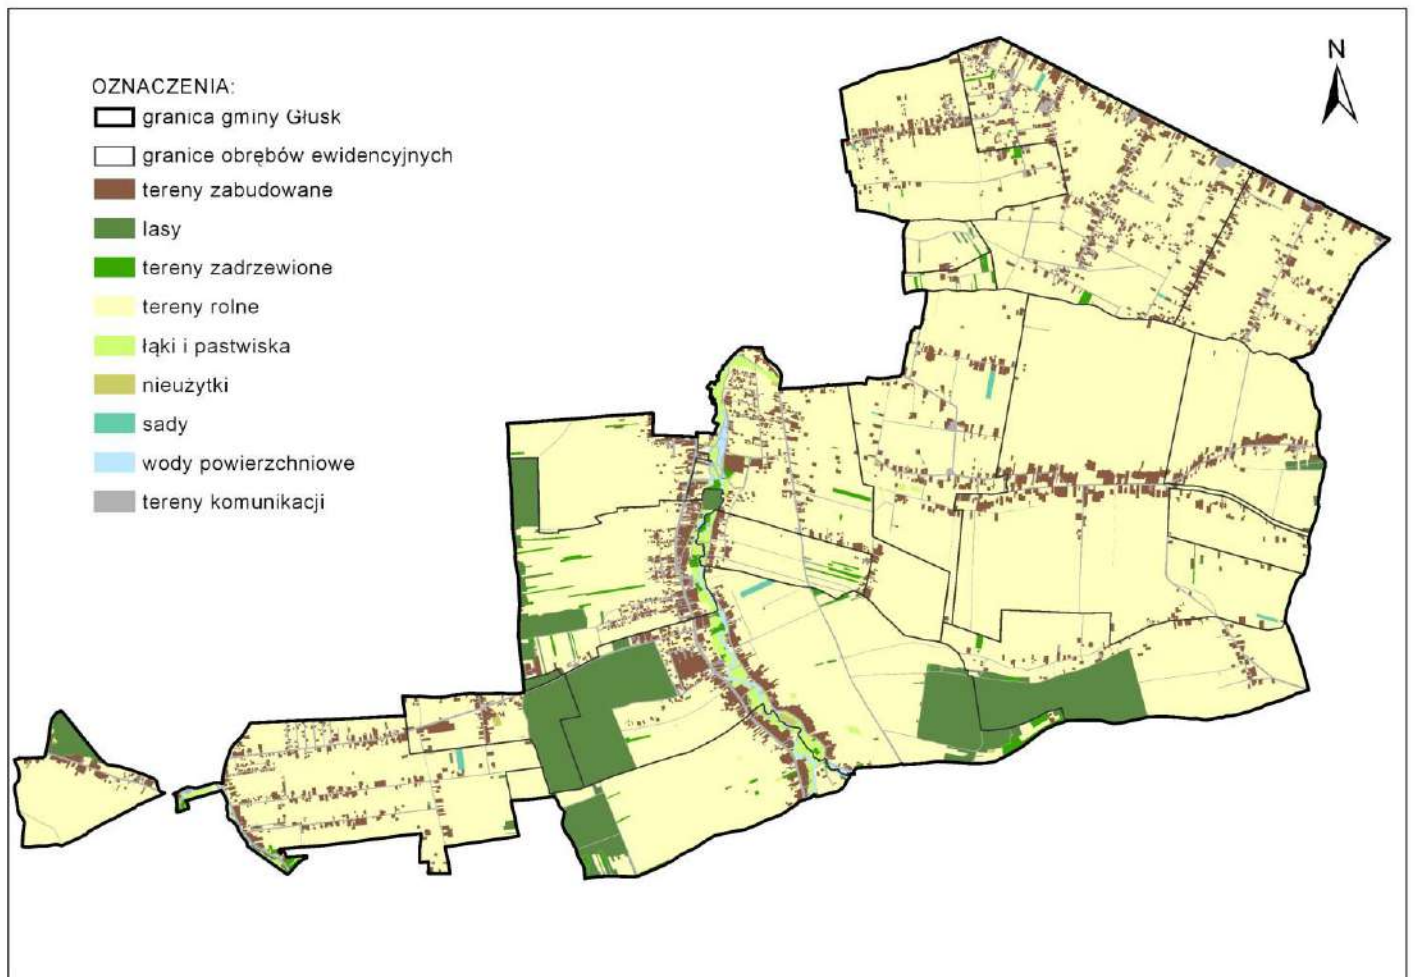 N
OZNACZENIA:
granica gminy Głusk
granice obrębów ewidencyjnych
tereny zabudowane
lasy
tereny zadrzewione
tereny rolne
łąki i pastwiska
nieużytki
sady
wody powierzchniowe
tereny komunikacji